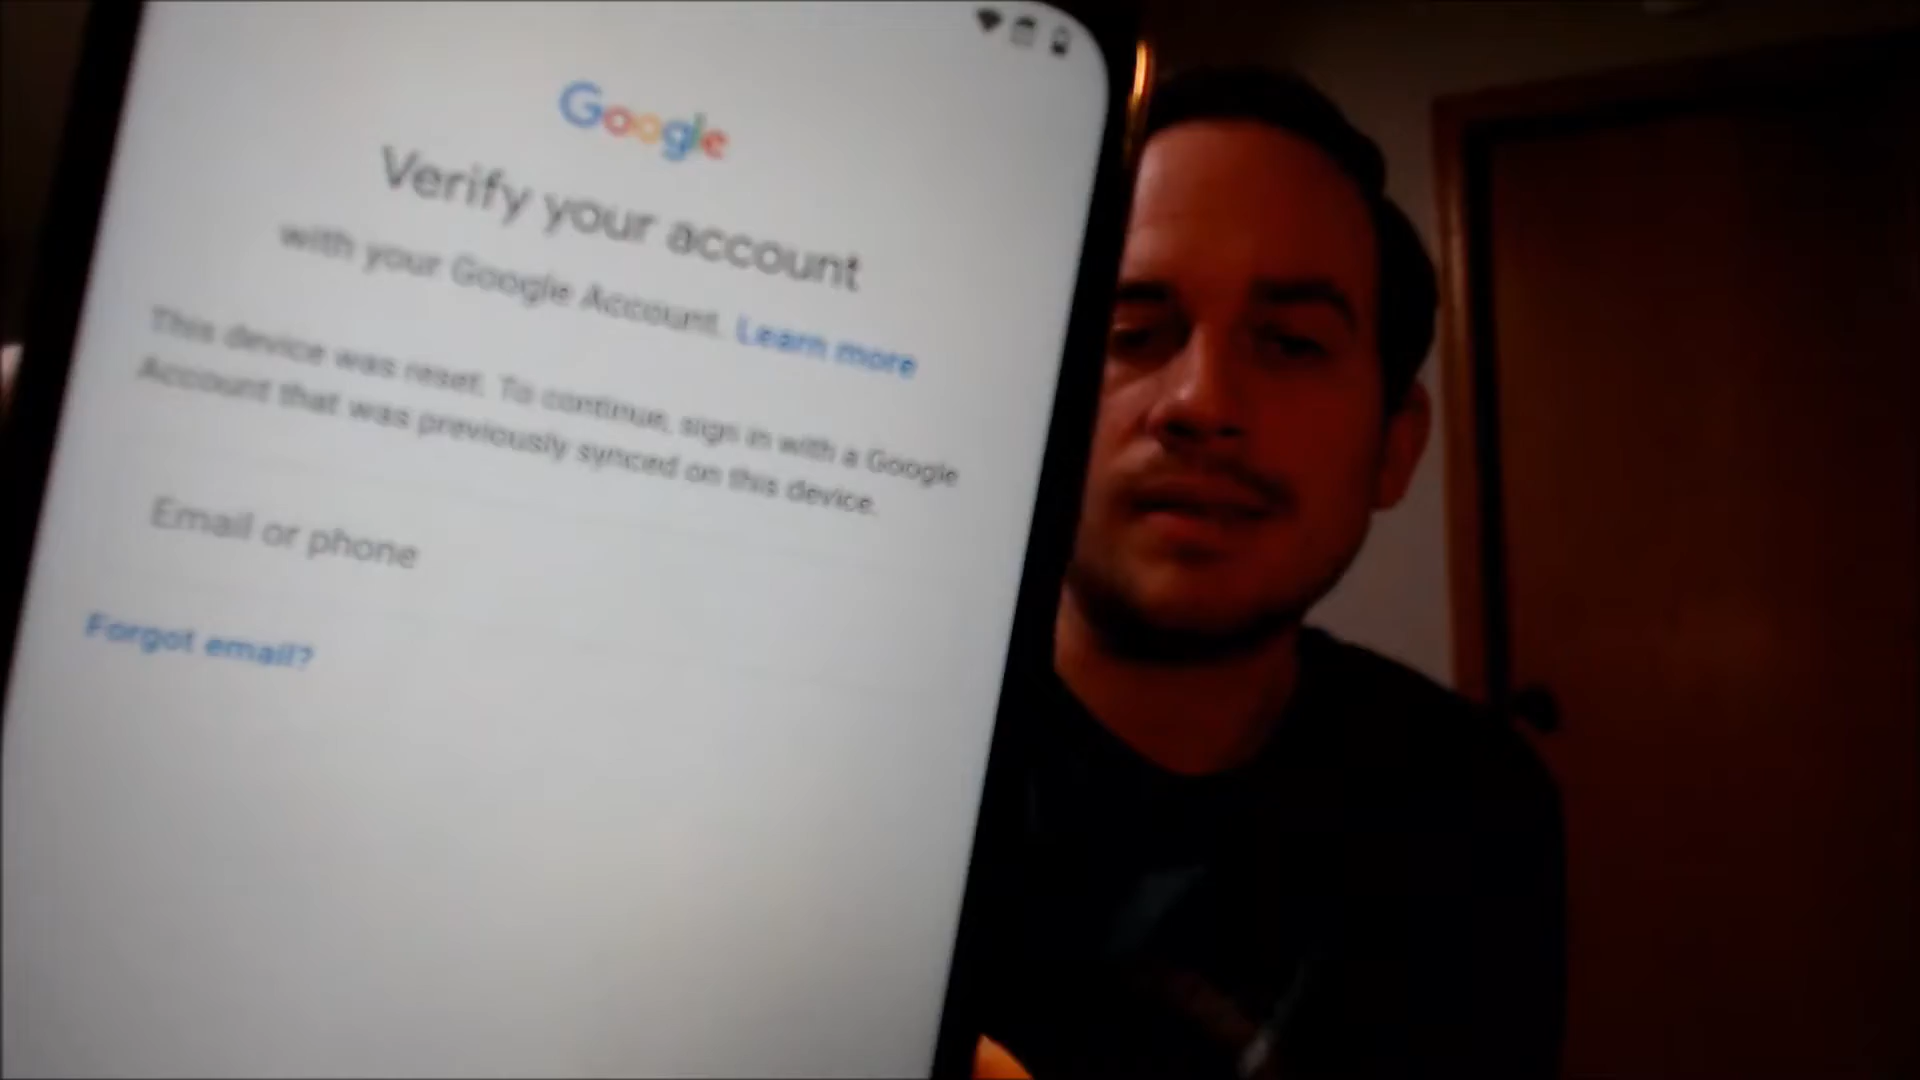 Google
Verify your account
with your Google Account. Learn more
This device was reset. To continue, sign in with a Google
Account that was previously synced on this device.
Email or phone
Forgot email?